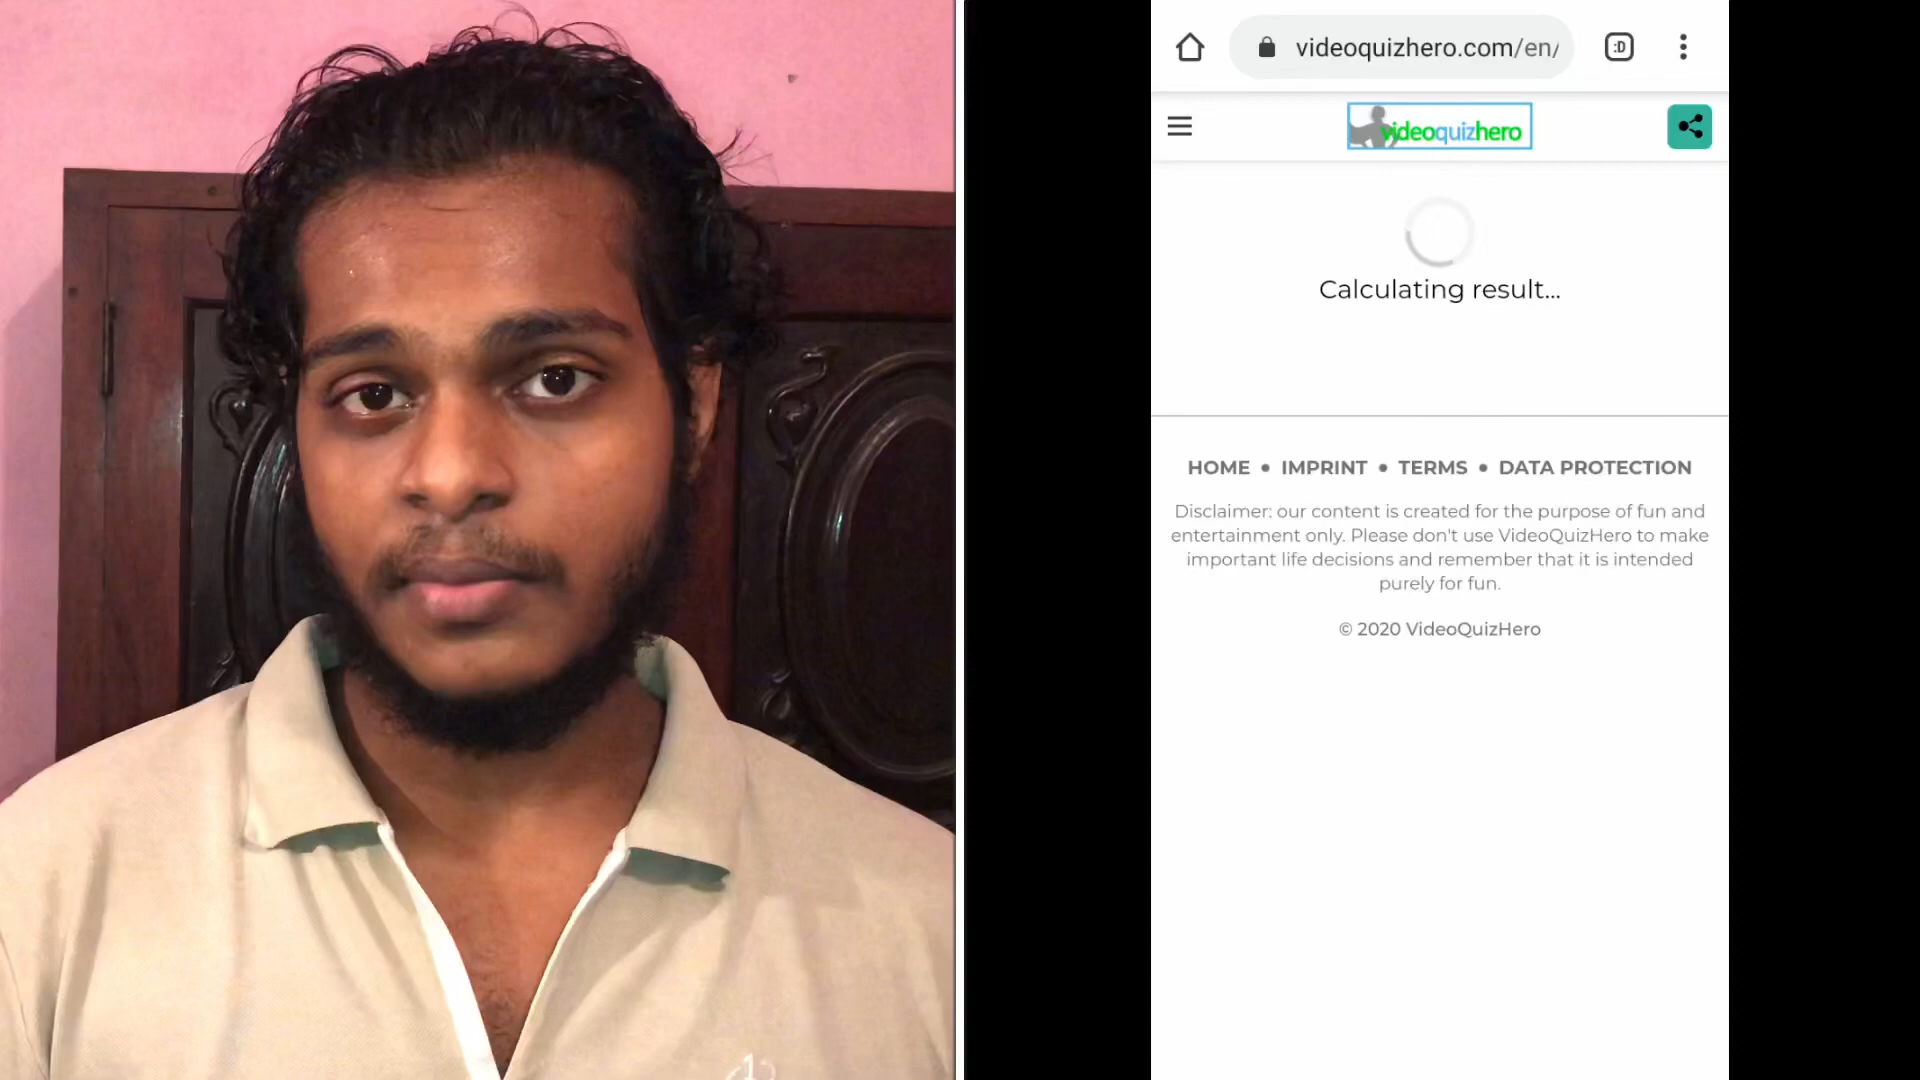 videoquizhero.com/en/
:D
videoquizhero
Calculating result...
HOME • IMPRINT • TERMS • DATA PROTECTION
Disclaimer: our content is created for the purpose of fun and
entertainment only. Please don't use VideoQuizHero to make
important life decisions and remember that it is intended
purely for fun.
© 2020 VideoQuizHero